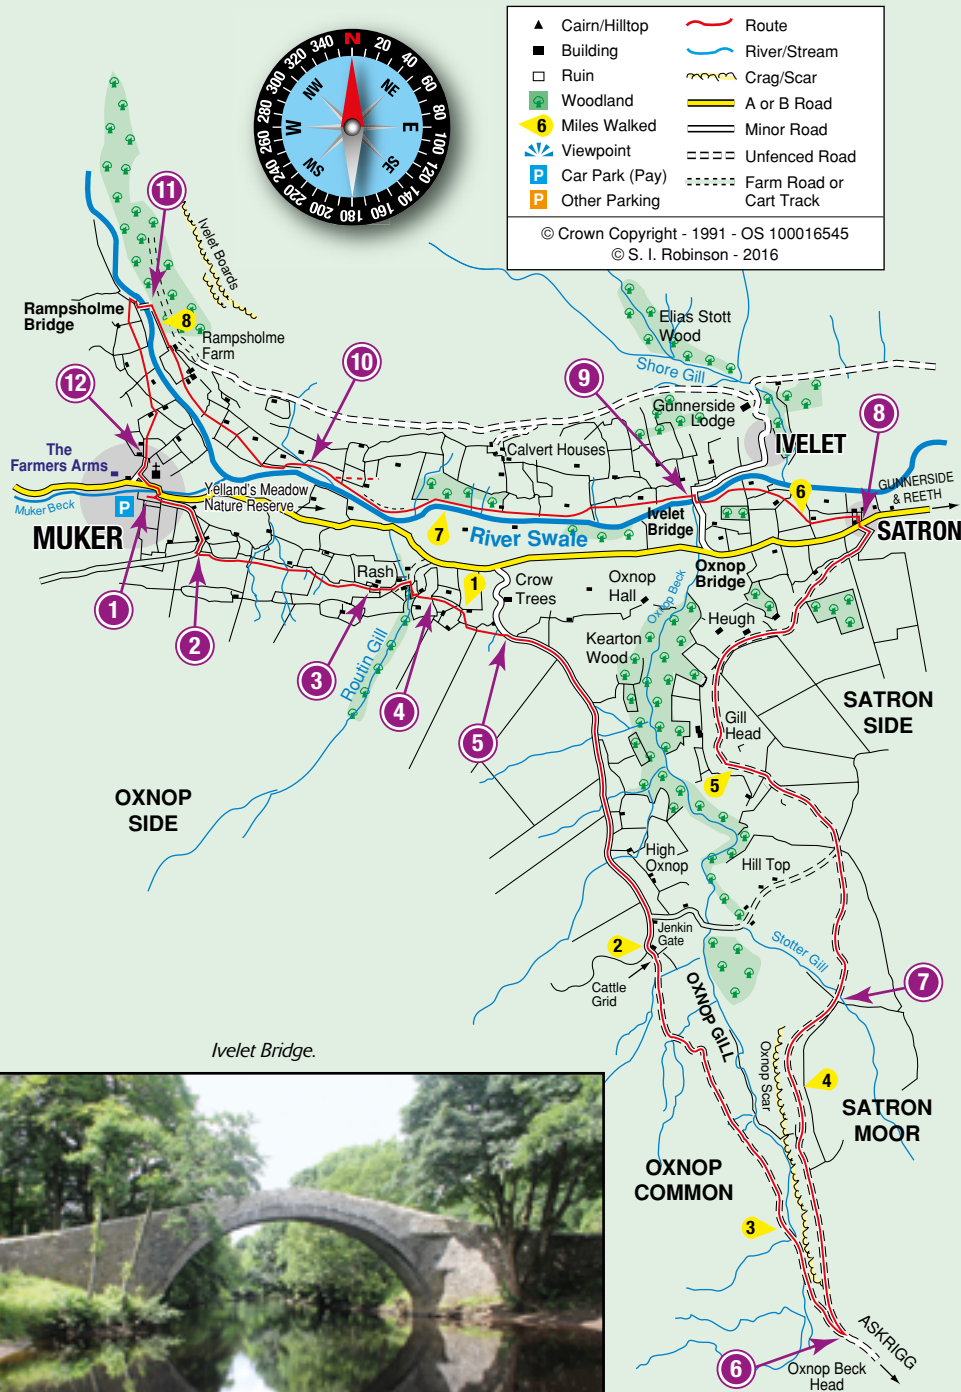 N
20
40
60
80
100
120
140
160
180
200
220
240
260
280
300
320
340
NE
E
SE
SW
W
NW
Cairn/Hilltop
Building
Ruin
Woodland
6 Miles Walked
Viewpoint
P Car Park (Pay)
P Other Parking
Route
River/Stream
Crag/Scar
A or B Road
Minor Road
Unfenced Road
Farm Road or
Cart Track
© Crown Copyright - 1991 - OS 100016545
© S. I. Robinson - 2016
11
Ivelet Boards
Rampsholme
Bridge
8
Rampsholme
Farm
Elias Stott
Wood
Shore Gill
10
9
12
Gunnerside
Lodge
8
IVELET
The
Farmers Arms
Calvert Houses
Muker Beck
P
Yelland's Meadow
Nature Reserve
GUNNERSIDE
& REETH
6
MUKER
7
River Swale
Ivelet
Bridge
SATRON
Oxnop
Bridge
1
2
Rash
1
Crow
Trees
Oxnop
Hall
Oxnop Beck
Heugh
3
Routin Gill
4
Kearton
Wood
5
SATRON
SIDE
Gill
Head
5
OXNOP
SIDE
High
Oxnop
Hill Top
Jenkin
Gate
2
Stotter Gill
Cattle
Grid
7
OXNOP GILL
Oxnop Scar
4
SATRON
MOOR
OXNOP
COMMON
3
Ivelet Bridge.
6
ASKRIGG
Oxnop Beck
Head